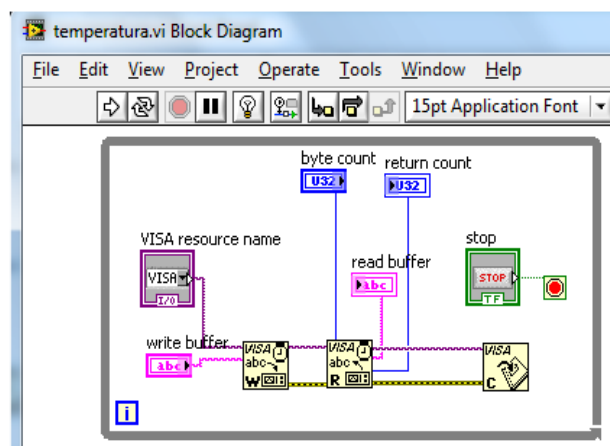 temperatura.vi Block Diagram
File Edit View Project Operate Tools Window Help
15pt Application Font
byte count
return count
U32
U32
VISA resource name
stop
VISA
I/O
read buffer
abc
STOP
TF
write buffer
abc
VISA
abc
W
VISA
abc
R
VISA
C
i